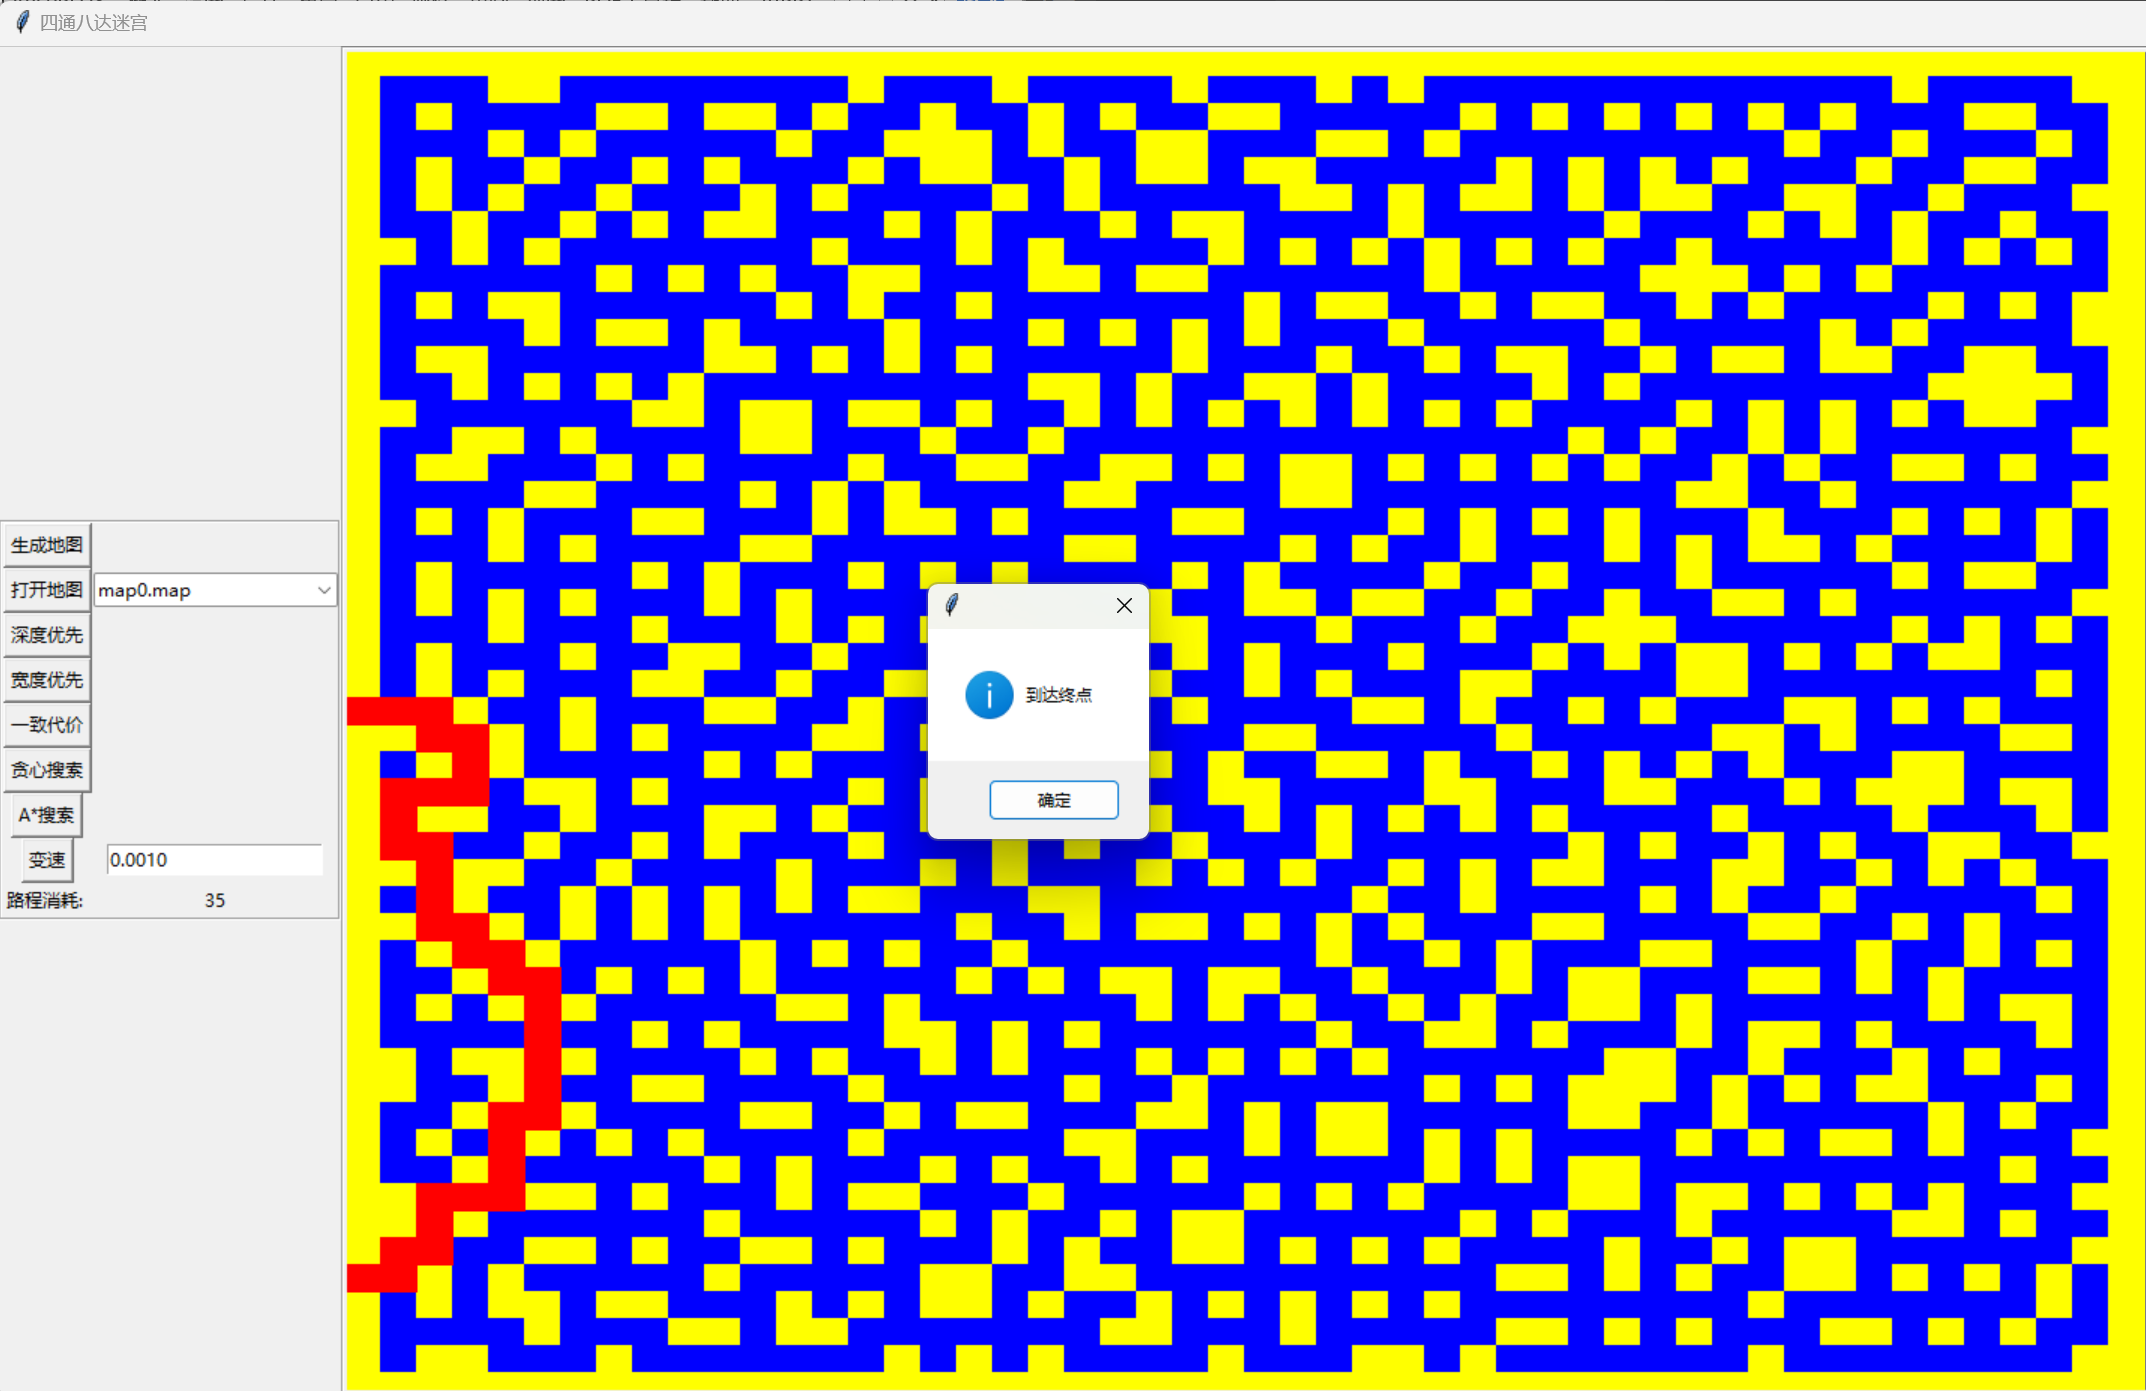 四通八达迷宫
生成地图
打开地图 map0.map
深度优先
宽度优先
一致代价
贪心搜索
A*搜索
变速 0.0010
路程消耗: 35
到达终点
确定